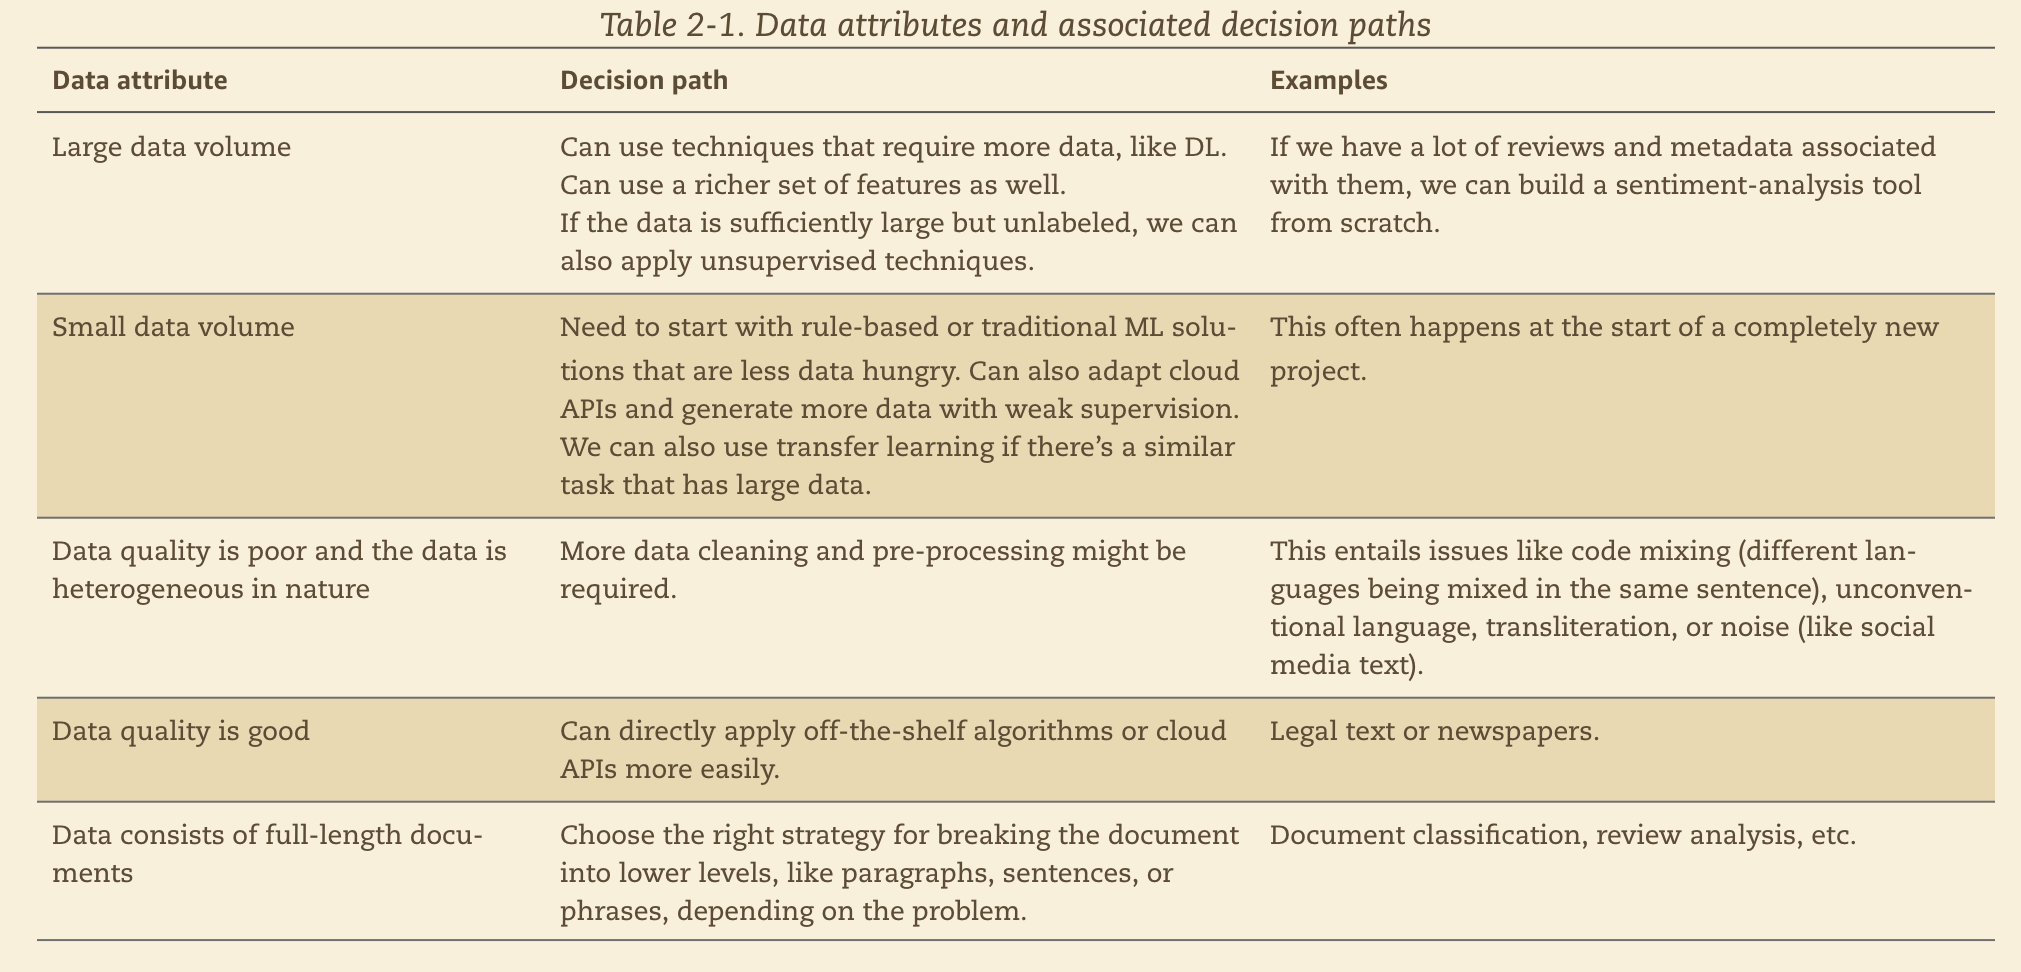 Table 2-1. Data attributes and associated decision paths
Data attribute Decision path Examples
Large data volume
Can use techniques that require more data, like DL.
Can use a richer set of features as well.
If the data is sufficiently large but unlabeled, we can
also apply unsupervised techniques.
If we have a lot of reviews and metadata associated
with them, we can build a sentiment-analysis tool
from scratch.
Small data volume
Need to start with rule-based or traditional ML solu-
tions that are less data hungry. Can also adapt cloud
APIs and generate more data with weak supervision.
We can also use transfer learning if there’s a similar
task that has large data.
This often happens at the start of a completely new
project.
Data quality is poor and the data is
heterogeneous in nature
More data cleaning and pre-processing might be
required.
This entails issues like code mixing (different lan-
guages being mixed in the same sentence), unconven-
tional language, transliteration, or noise (like social
media text).
Data quality is good
Can directly apply off-the-shelf algorithms or cloud
APIs more easily.
Legal text or newspapers.
Data consists of full-length docu-
ments
Choose the right strategy for breaking the document
into lower levels, like paragraphs, sentences, or
phrases, depending on the problem.
Document classification, review analysis, etc.